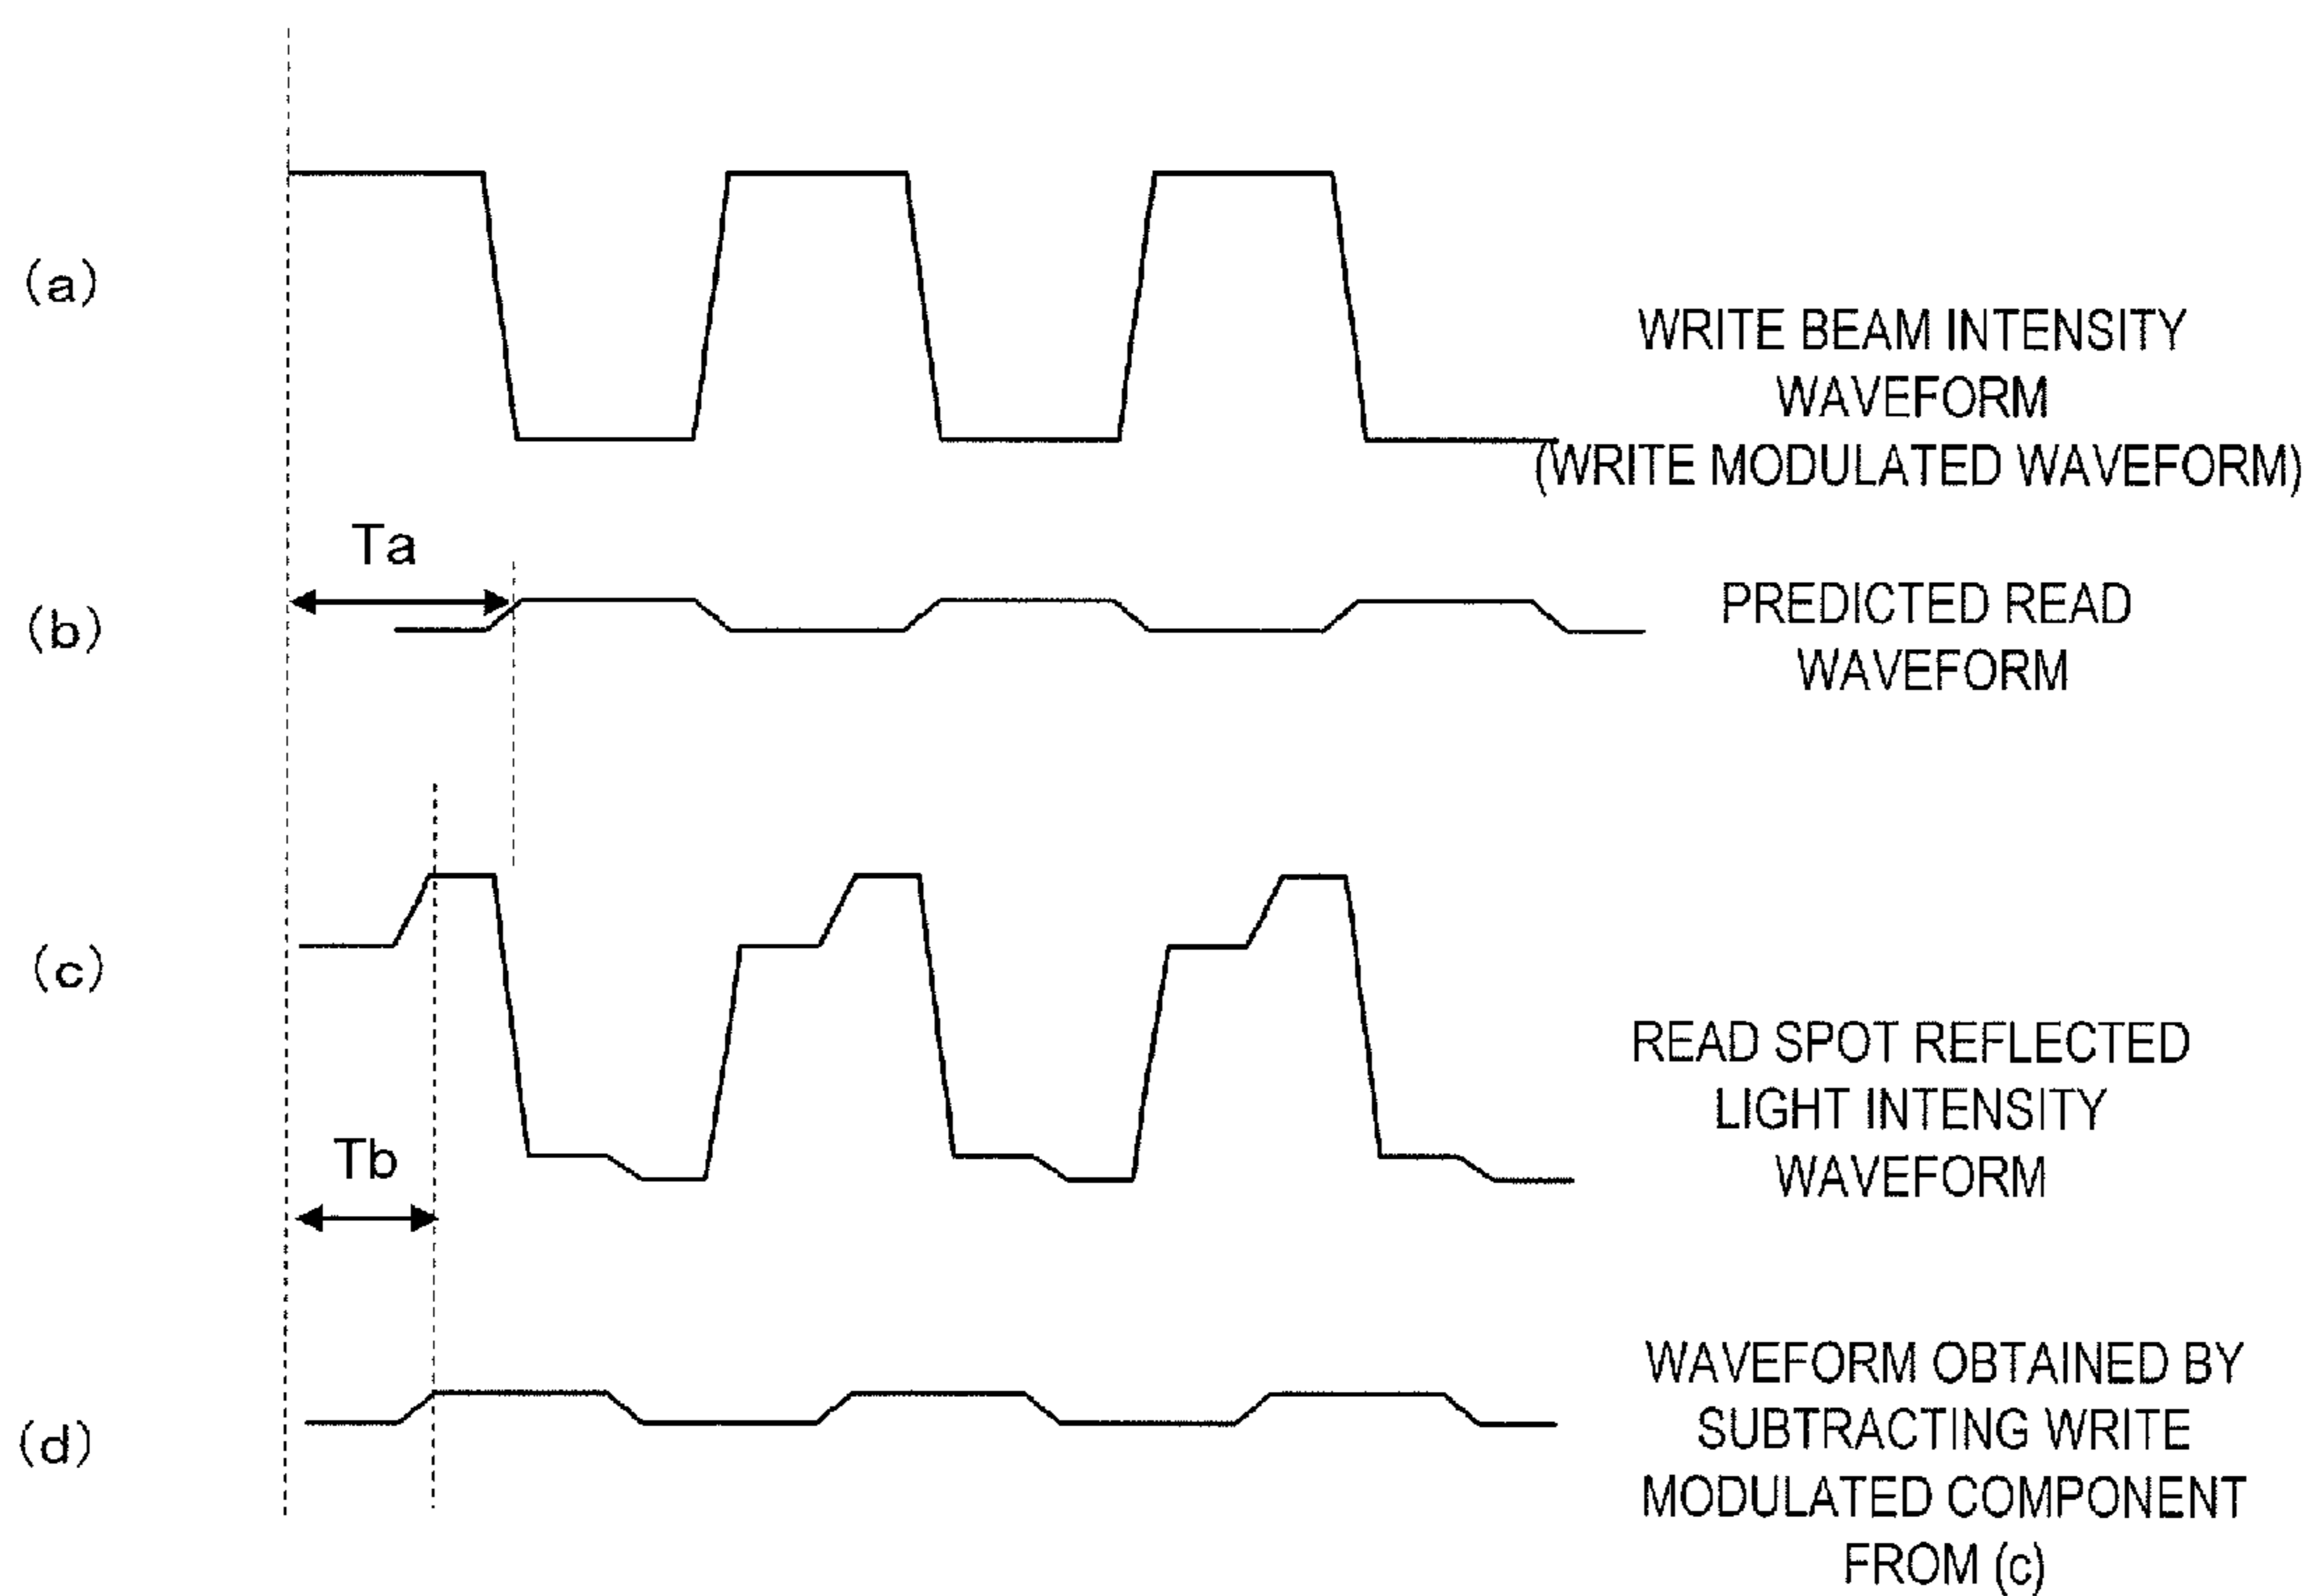 (a)
WRITE BEAM INTENSITY
WAVEFORM
(WRITE MODULATED WAVEFORM)
Ta
(b)
PREDICTED READ
WAVEFORM
(c)
READ SPOT REFLECTED
LIGHT INTENSITY
WAVEFORM
Tb
(d)
WAVEFORM OBTAINED BY
SUBTRACTING WRITE
MODULATED COMPONENT
FROM (c)